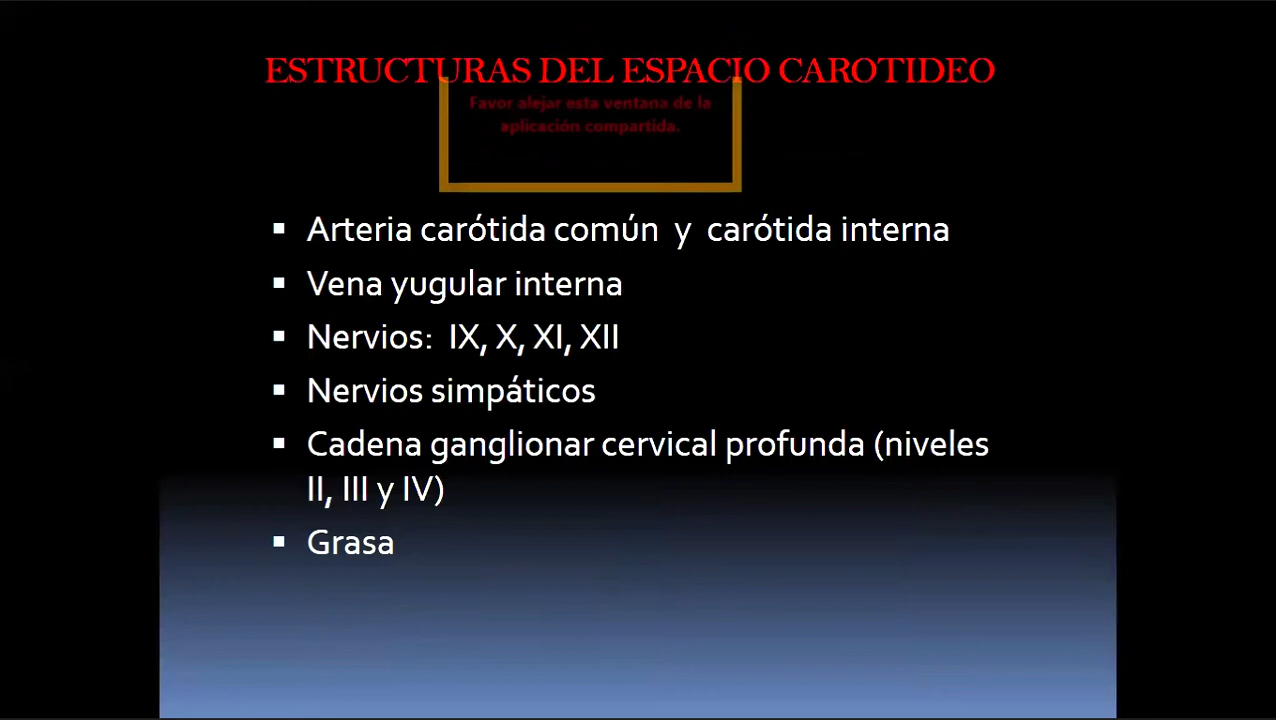 ESTRUCTURAS DEL ESPACIO CAROTIDEO
Favor alejar esta ventana de la
aplicación compartida.
▪ Arteria carótida común y carótida interna
▪ Vena yugular interna
▪ Nervios: IX, X, XI, XII
▪ Nervios simpáticos
▪ Cadena ganglionar cervical profunda (niveles
II, III y IV)
▪ Grasa